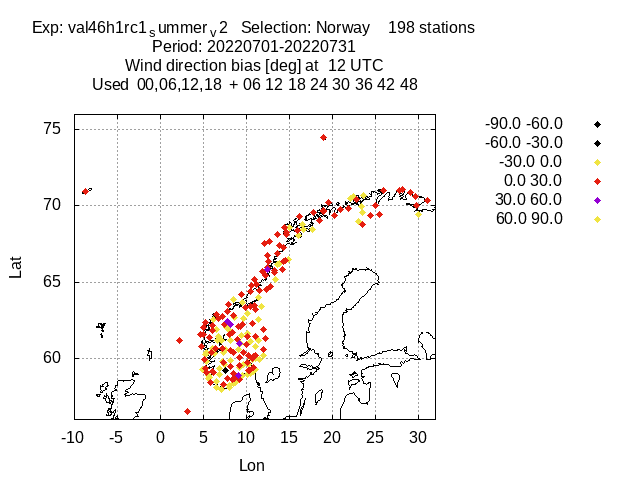 Exp: val46h1rc1summerv2 Selection: Norway 198 stations
Period: 20220701-20220731
Wind direction bias [deg] at 12 UTC
Used 00,06,12,18 + 06 12 18 24 30 36 42 48
-90.0 -60.0
-60.0 -30.0
-30.0 0.0
0.0 30.0
30.0 60.0
60.0 90.0
75
70
65
60
Lat
-10 -5 0 5 10 15 20 25 30
Lon